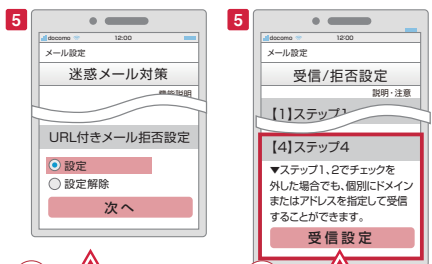 5
docomo 12:00
メール設定
迷惑メール対策
機能説明
URL付きメール拒否設定
設定
設定解除
次へ
5
docomo 12:00
メール設定
受信/拒否設定
説明・注意
【1】ステップ1
【4】ステップ4
▼ステップ1、2でチェックを
外した場合でも、個別にドメイン
またはアドレスを指定して受信
することができます。
受信設定